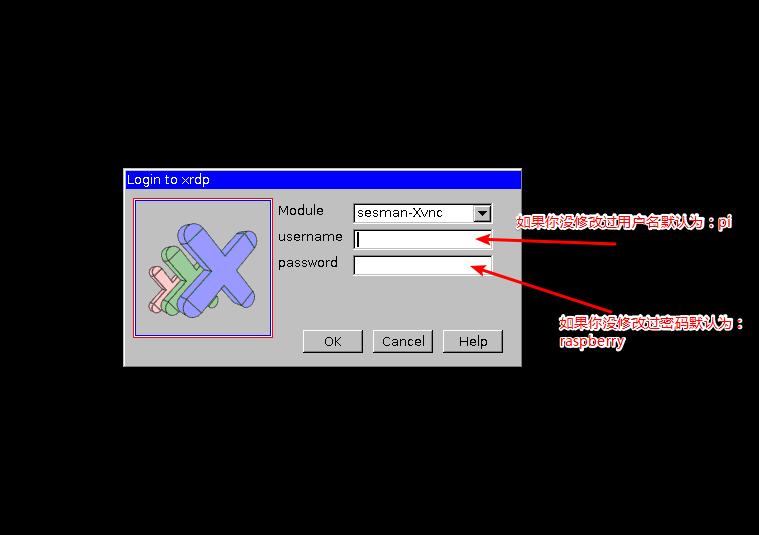 Login to xrdp
Module
sesman-Xvnc
如果你没修改过用户名默认为：pi
username
password
如果你没修改过密码默认为：
raspberry
OK
Cancel
Help